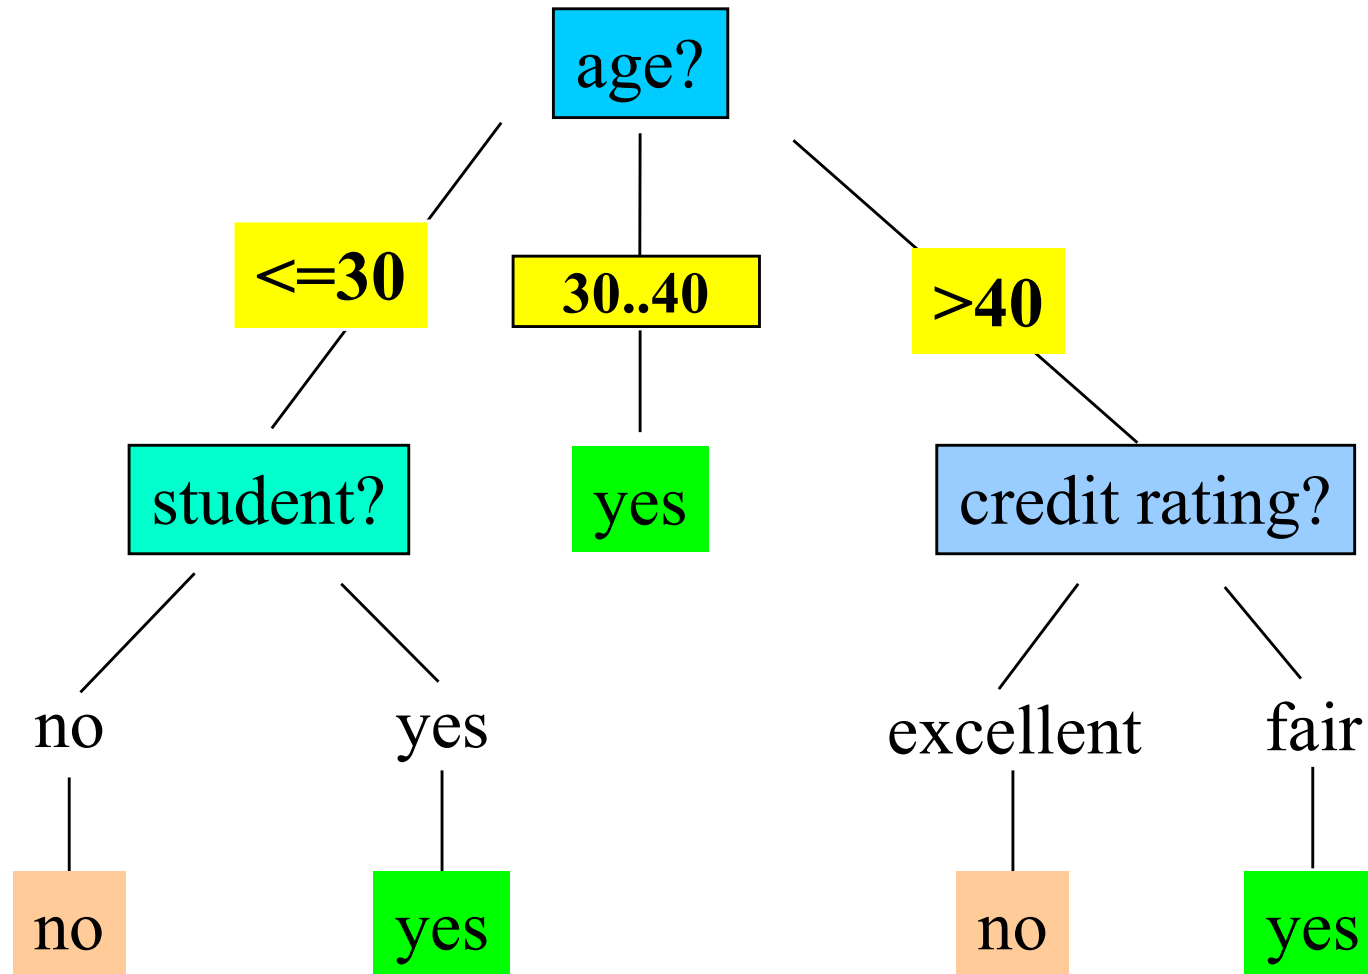 age?
<=30
30..40
>40
student?
yes
credit rating?
no
yes
excellent
fair
no
yes
no
yes